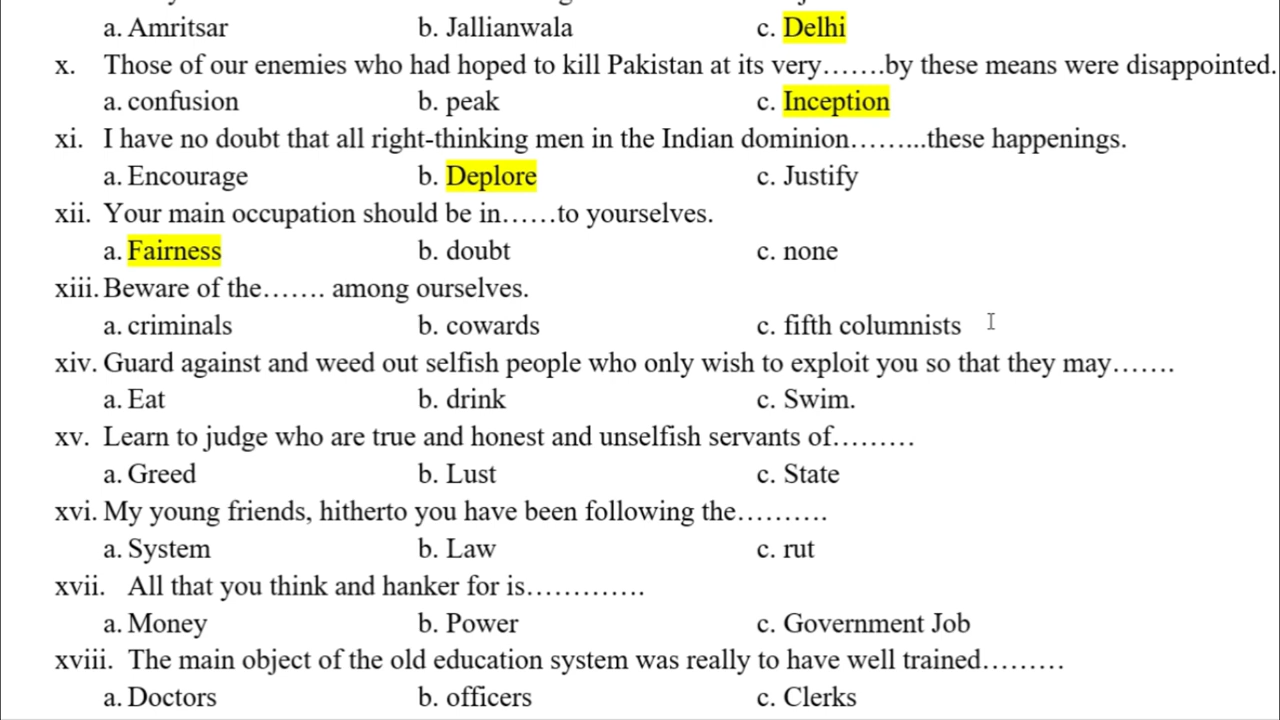 a. Amritsar b. Jallianwala c. Delhi
x. Those of our enemies who had hoped to kill Pakistan at its very…….by these means were disappointed.
a. confusion b. peak c. Inception
xi. I have no doubt that all right-thinking men in the Indian dominion……...these happenings.
a. Encourage b. Deplore c. Justify
xii. Your main occupation should be in……to yourselves.
a. Fairness b. doubt c. none
xiii. Beware of the……. among ourselves.
a. criminals b. cowards c. fifth columnists
xiv. Guard against and weed out selfish people who only wish to exploit you so that they may…….
a. Eat b. drink c. Swim.
xv. Learn to judge who are true and honest and unselfish servants of………
a. Greed b. Lust c. State
xvi. My young friends, hitherto you have been following the……….
a. System b. Law c. rut
xvii. All that you think and hanker for is………….
a. Money b. Power c. Government Job
xviii. The main object of the old education system was really to have well trained………
a. Doctors b. officers c. Clerks